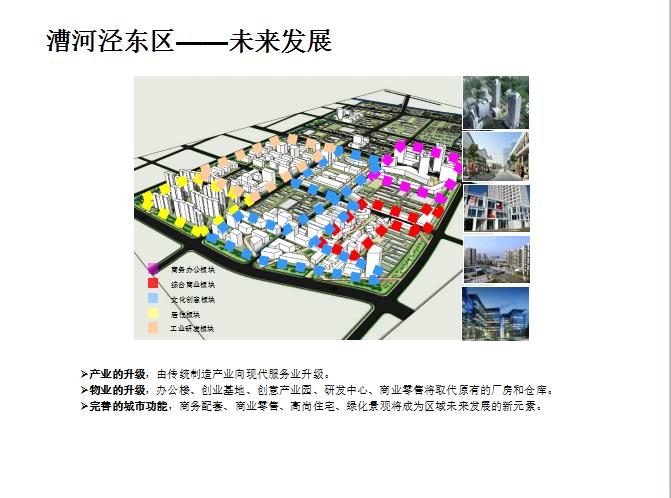 漕河泾东区——未来发展
商务办公板块
综合商业板块
文化创意板块
居住板块
工业研发板块
➢产业的升级，由传统制造产业向现代服务业升级。
➢物业的升级，办公楼、创业基地、创意产业园、研发中心、商业零售将取代原有的厂房和仓库。
➢完善的城市功能，商务配套、商业零售、高尚住宅、绿化景观将成为区域未来发展的新元素。